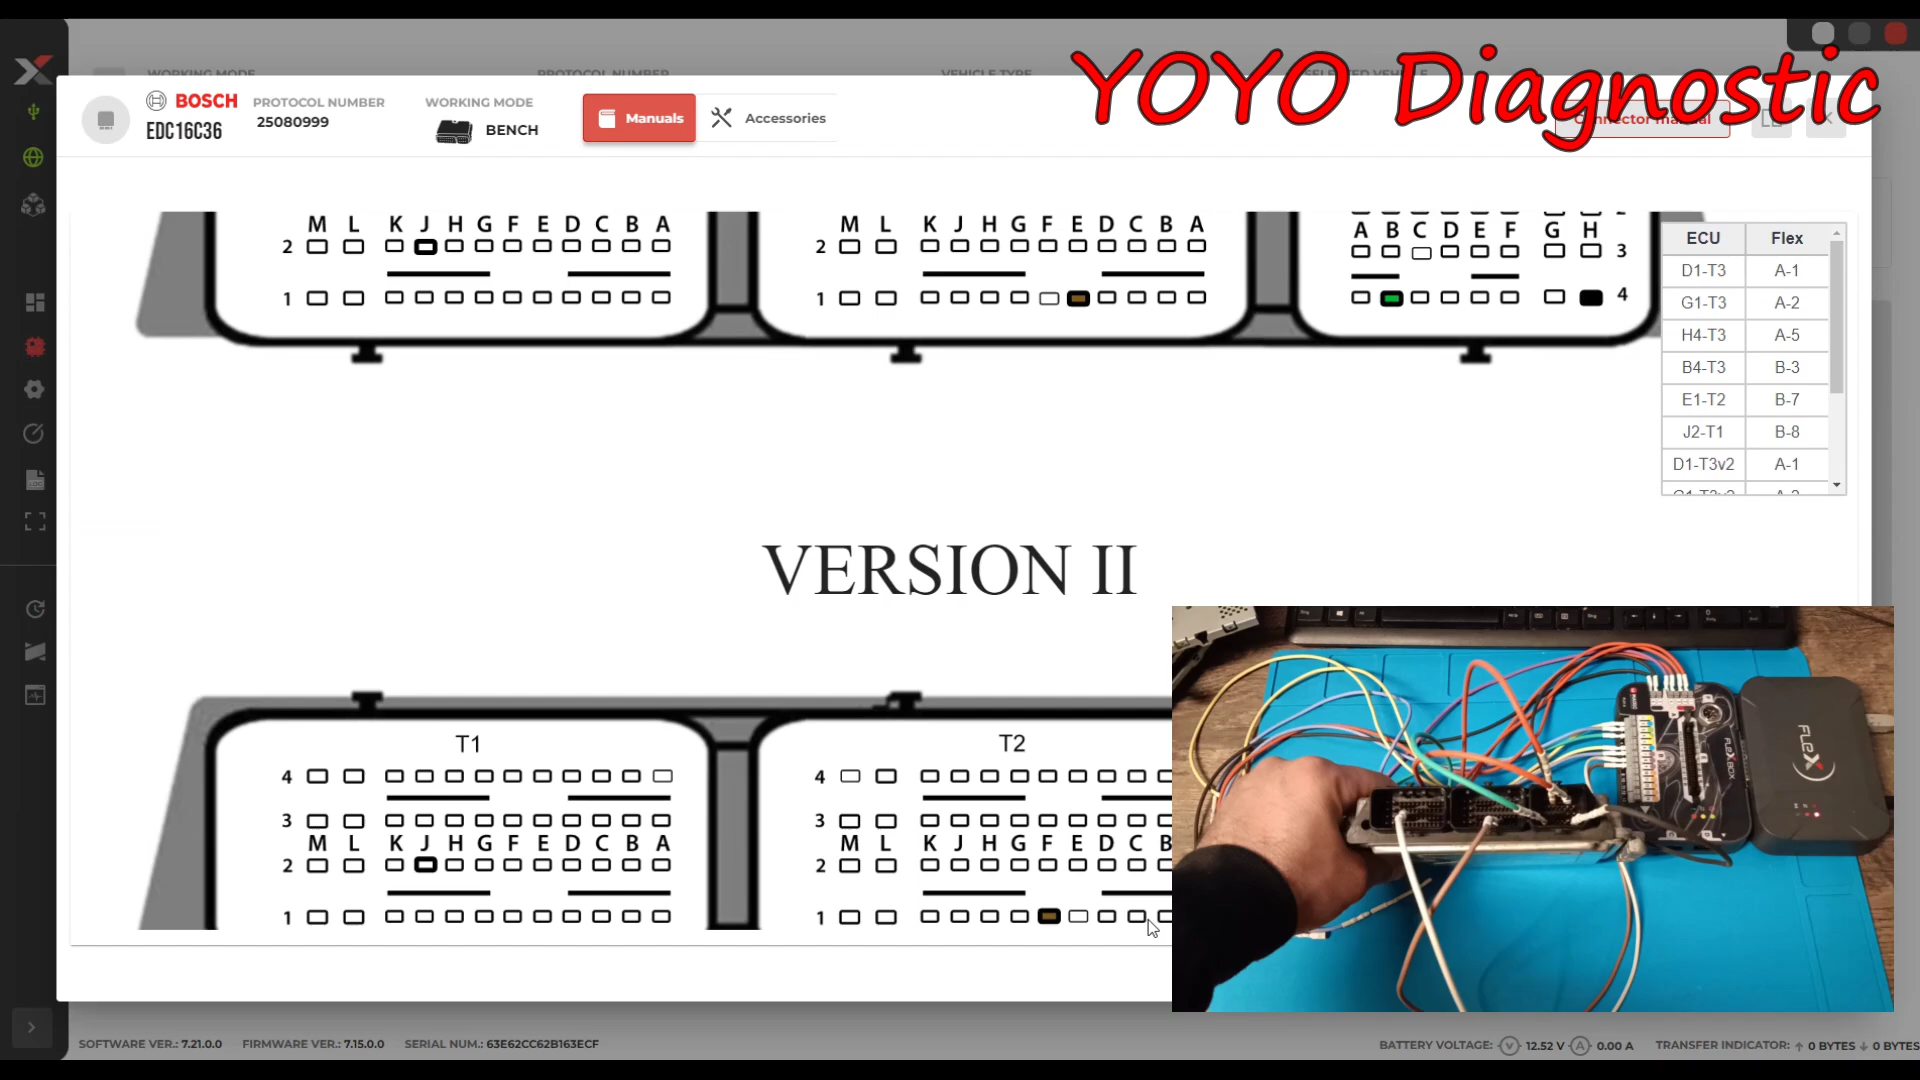 YOYO Diagnostic
BOSCH
EDC16C36
PROTOCOL NUMBER
25080999
WORKING MODE
BENCH
Manuals
Accessories
M L K J H G F E D C B A
2
1
M L K J H G F E D C B A
2
1
A B C D E F G H
3
4
ECU Flex
D1-T3 A-1
G1-T3 A-2
H4-T3 A-5
B4-T3 B-3
E1-T2 B-7
J2-T1 B-8
D1-T3v2 A-1
VERSION II
T1
4
3
M L K J H G F E D C B A
2
1
T2
4
3
M L K J H G F E D C B
2
1
FLEX
SOFTWARE VER.: 7.21.0.0
FIRMWARE VER.: 7.15.0.0
SERIAL NUM.: 63E62CC62B163ECF
BATTERY VOLTAGE: V 12.52 V A 0.00 A
TRANSFER INDICATOR: ↑ 0 BYTES ↓ 0 BYTES